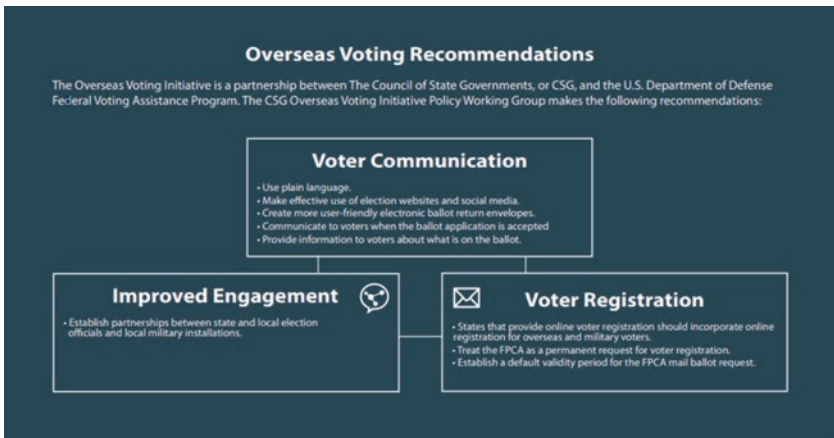 Overseas Voting Recommendations
The Overseas Voting Initiative is a partnership between The Council of State Governments, or CSG, and the U.S. Department of Defense
Federal Voting Assistance Program. The CSG Overseas Voting Initiative Policy Working Group makes the following recommendations:
Voter Communication
• Use plain language.
• Make effective use of election websites and social media.
• Create more user-friendly electronic ballot return envelopes.
• Communicate to voters when the ballot application is accepted
• Provide information to voters about what is on the ballot.
Improved Engagement
• Establish partnerships between state and local election
officials and local military installations.
Voter Registration
• States that provide online voter registration should incorporate online
registration for overseas and military voters.
• Treat the FPCA as a permanent request for voter registration.
• Establish a default validity period for the FPCA mail ballot request.